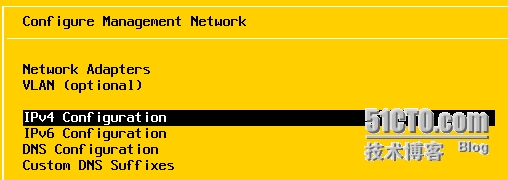 Configure Management Network
Network Adapters
VLAN (optional)
IPv4 Configuration
IPv6 Configuration
DNS Configuration
Custom DNS Suffixes
51CTO.com
技术博客 Blog